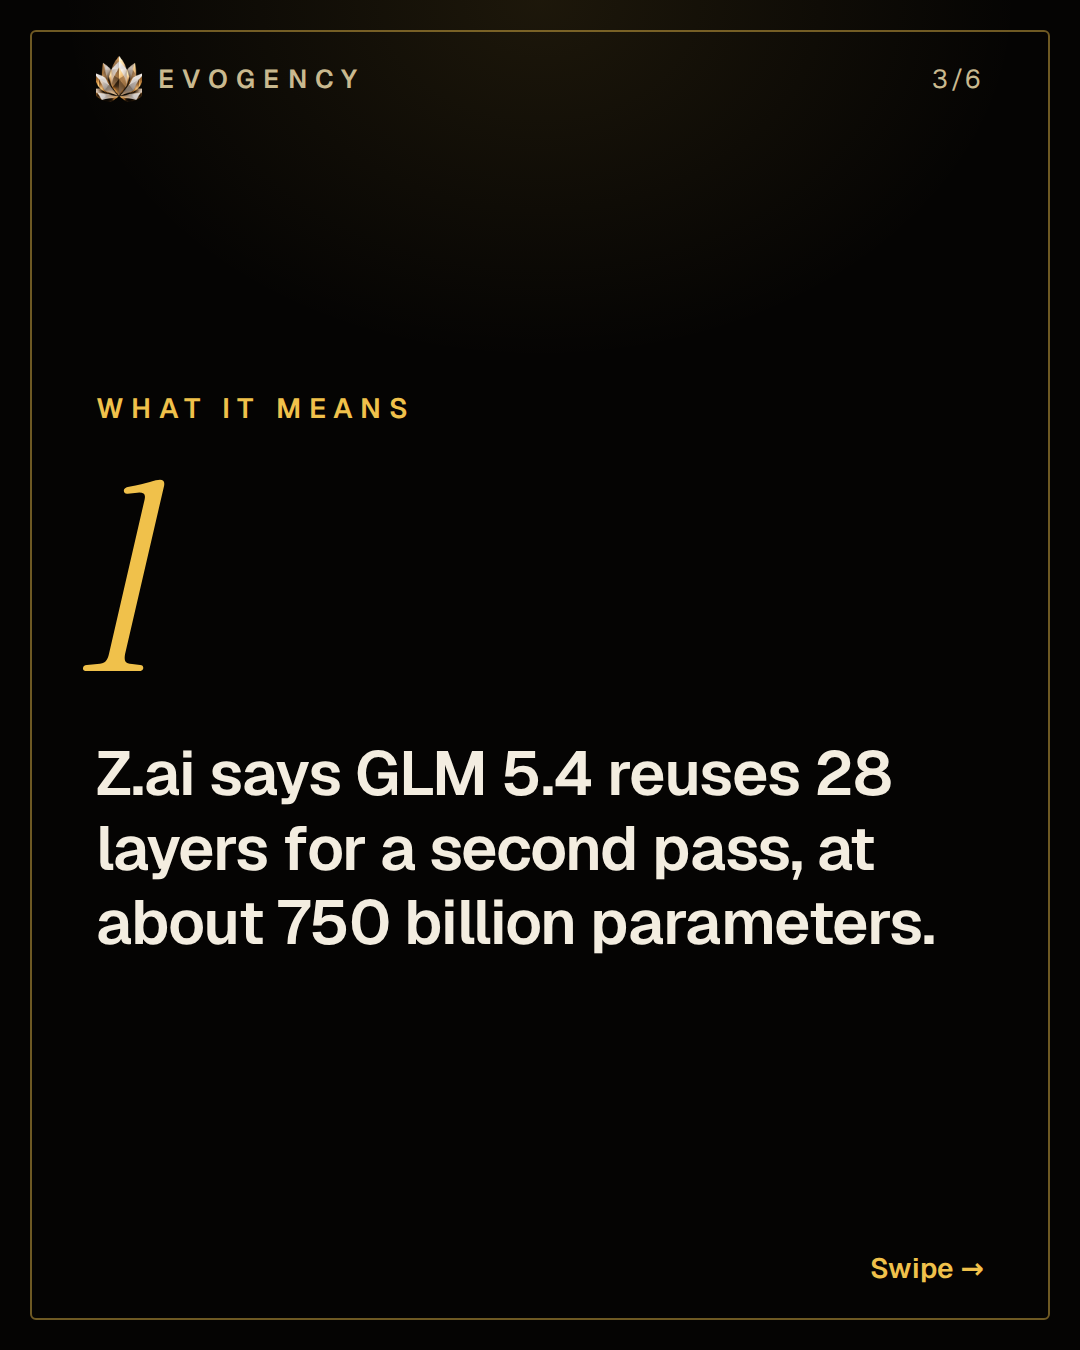 EVOGENCY
3/6
WHAT IT MEANS
1
Z.ai says GLM 5.4 reuses 28
layers for a second pass, at
about 750 billion parameters.
Swipe →